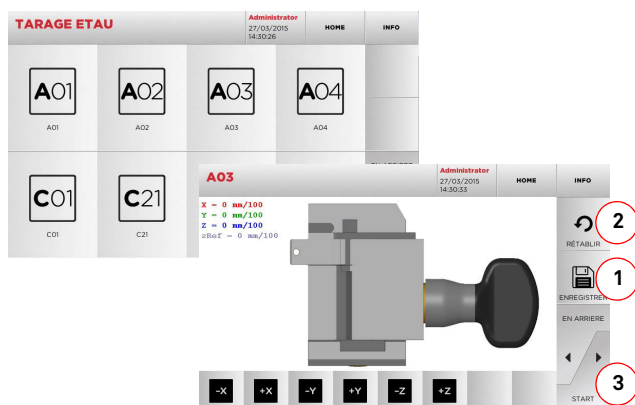 TARAGE ETAU
Administrator
27/03/2015
14:30:26
HOME
INFO
A01
A02
A03
A04
A01
A02
A03
A04
C01
C21
C01
C21
A03
Administrator
27/03/2015
14:30:33
HOME
INFO
X = 0 mm/100
Y = 0 mm/100
Z = 0 mm/100
zRef = 0 mm/100
2
RÉTABLIR
1
ENREGISTRER
EN ARRIERE
3
START
-X
+X
-Y
+Y
-Z
+Z